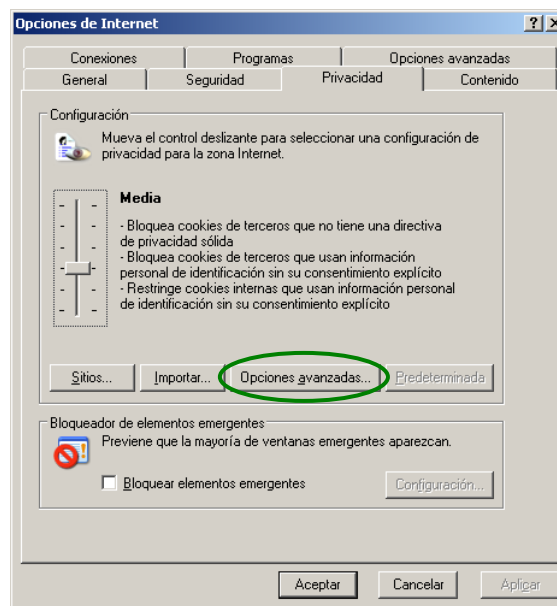 Opciones de Internet
Conexiones Programas Opciones avanzadas
General Seguridad Privacidad Contenido
Configuración
Mueva el control deslizante para seleccionar una configuración de
privacidad para la zona Internet.
Media
- Bloquea cookies de terceros que no tiene una directiva
de privacidad sólida
- Bloquea cookies de terceros que usan información
personal de identificación sin su consentimiento explícito
- Restringe cookies internas que usan información personal
de identificación sin su consentimiento explícito
Sitios... Importar... Opciones avanzadas... Predeterminada
Bloqueador de elementos emergentes
Previene que la mayoría de ventanas emergentes aparezcan.
Bloquear elementos emergentes Configuración...
Aceptar Cancelar Aplicar